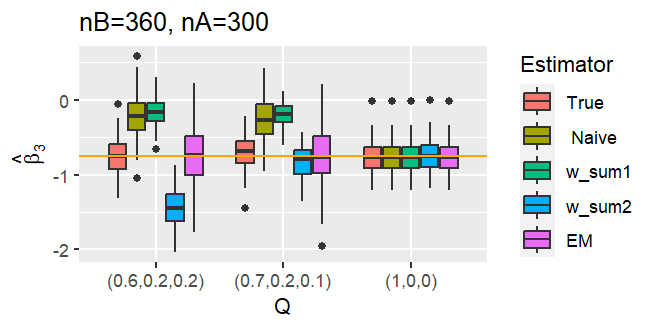 nB=360, nA=300
0
-1
-2
β̂3
(0.6,0.2,0.2) (0.7,0.2,0.1) (1,0,0)
Q
Estimator
True
Naive
w_sum1
w_sum2
EM